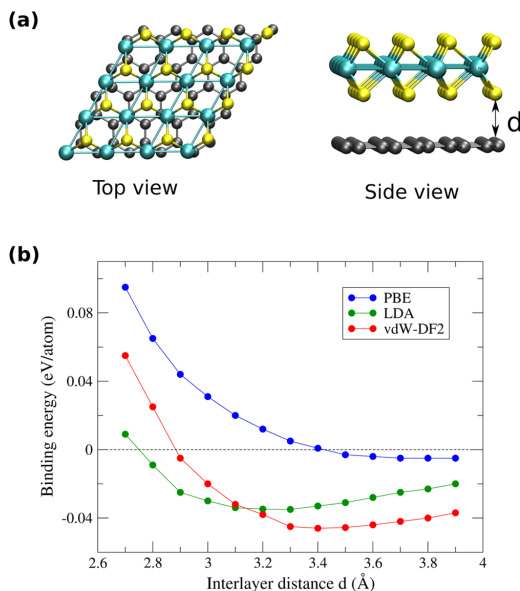 (a)
d
Top view
Side view
(b)
Binding energy (eV/atom)
0.08
0.04
0
-0.04
PBE
LDA
vdW-DF2
2.6 2.8 3 3.2 3.4 3.6 3.8 4
Interlayer distance d (Å)